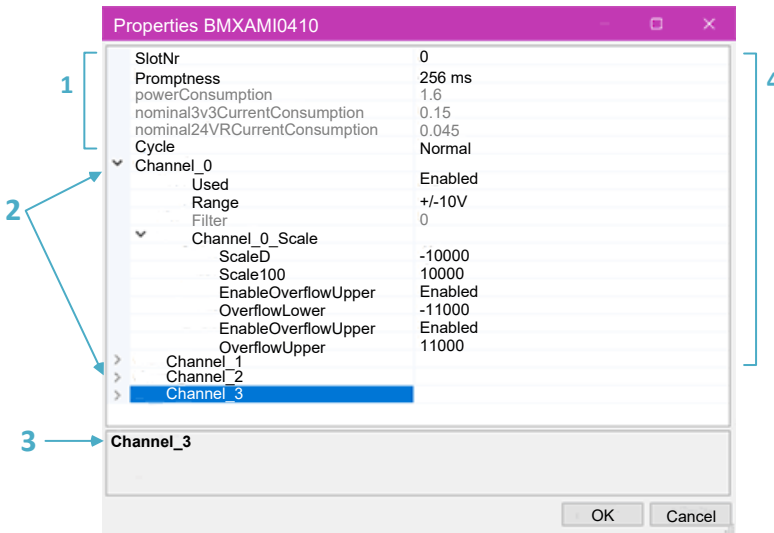 Properties BMXAMI0410
SlotNr 0
Promptness 256 ms
powerConsumption 1.6
nominal3v3CurrentConsumption 0.15
nominal24VRCurrentConsumption 0.045
Cycle Normal
Channel_0
Used Enabled
Range +/-10V
Filter 0
Channel_0_Scale
ScaleD -10000
Scale100 10000
EnableOverflowUpper Enabled
OverflowLower -11000
EnableOverflowUpper Enabled
OverflowUpper 11000
Channel_1
Channel_2
Channel_3
Channel_3
OK Cancel
1
2
3
4